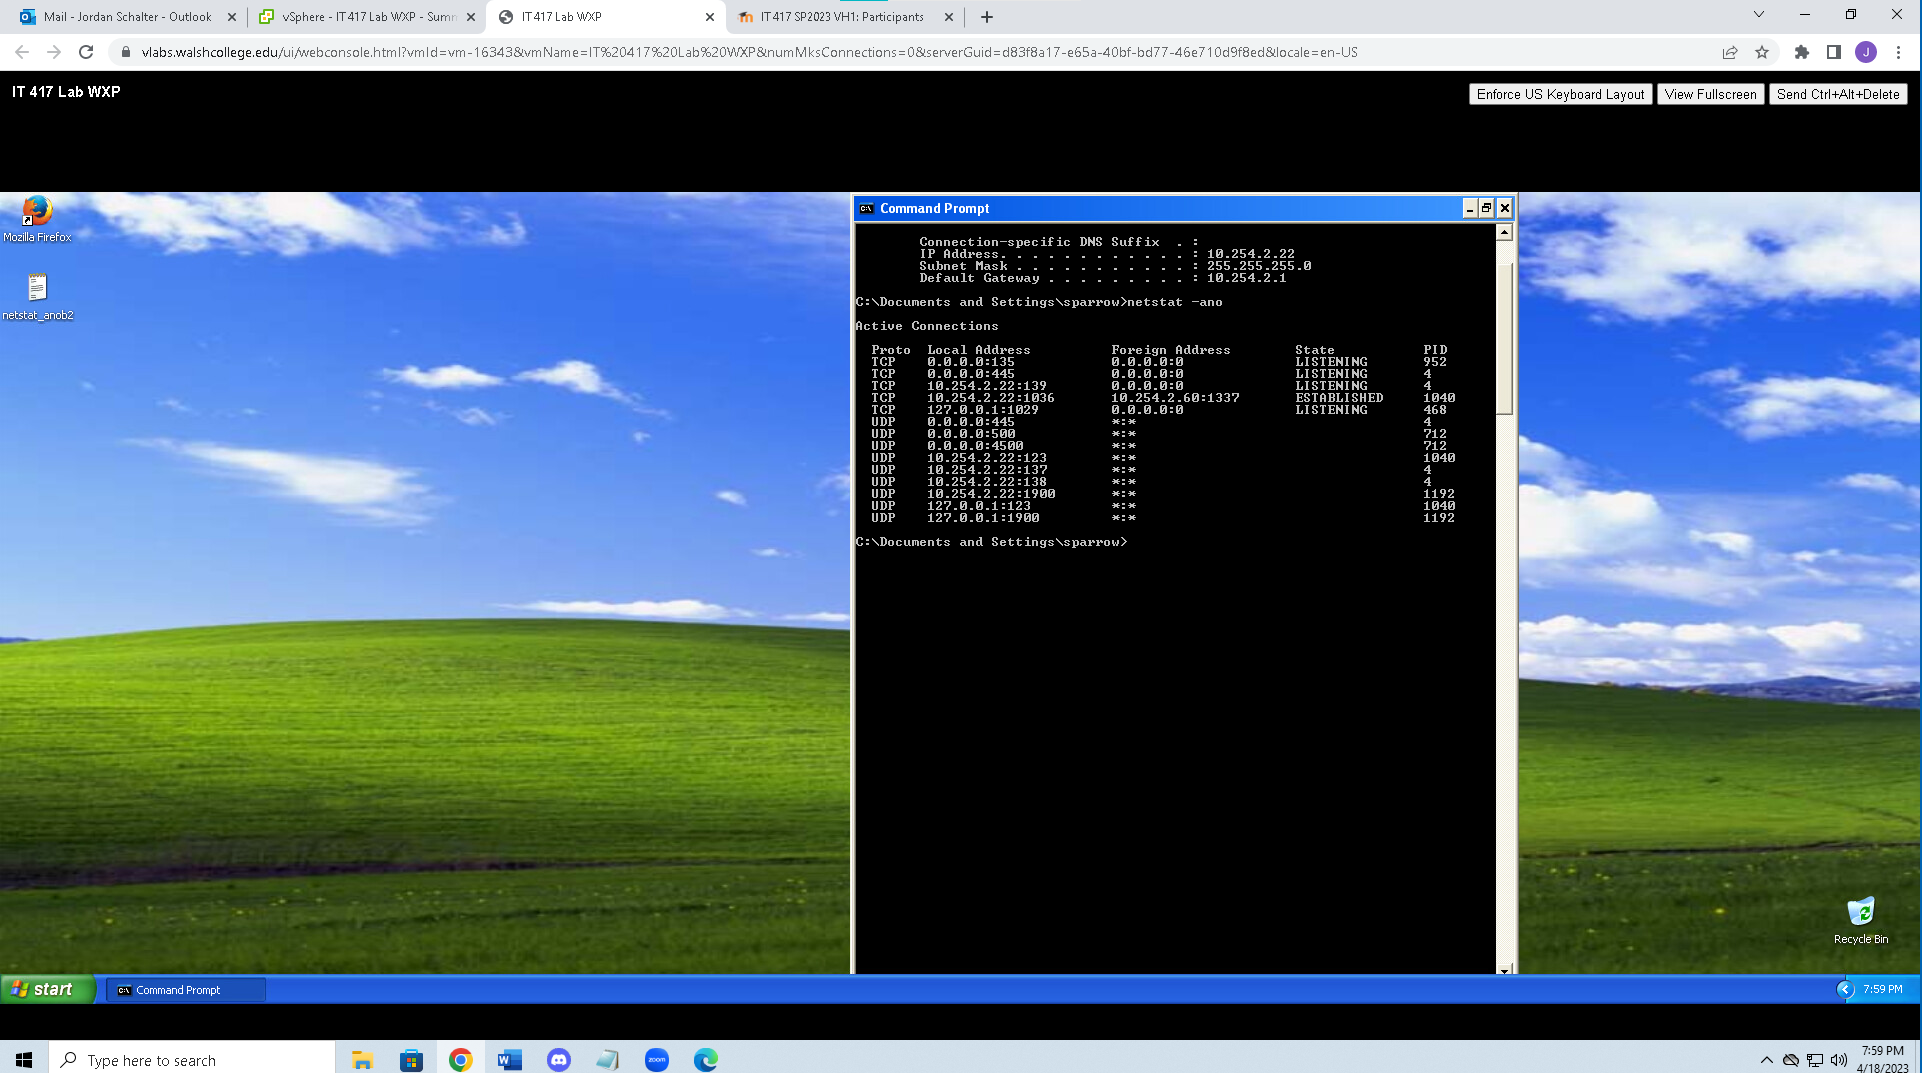 Mail - Jordan Schalter - Outlook
vSphere - IT417 Lab WXP - Summ
IT417 Lab WXP
IT417 SP2023 VH1: Participants
vlabs.walshcollege.edu/ui/webconsole.html?vmId=vm-16343&vmName=IT%20417%20Lab%20WXP&numMksConnections=0&serverGuid=d83f8a17-e65a-40bf-bd77-46e710d9f8ed&locale=en-US
J
IT 417 Lab WXP
Enforce US Keyboard Layout
View Fullscreen
Send Ctrl+Alt+Delete
Mozilla Firefox
netstat_anob2
Command Prompt
Connection-specific DNS Suffix  . :
IP Address. . . . . . . . . . . . : 10.254.2.22
Subnet Mask . . . . . . . . . . . : 255.255.255.0
Default Gateway . . . . . . . . . : 10.254.2.1
C:\Documents and Settings\sparrow>netstat -ano
Active Connections
Proto  Local Address          Foreign Address        State           PID
TCP    0.0.0.0:135            0.0.0.0:0              LISTENING       952
TCP    0.0.0.0:445            0.0.0.0:0              LISTENING       4
TCP    10.254.2.22:139        0.0.0.0:0              LISTENING       4
TCP    10.254.2.22:1036       10.254.2.60:1337       ESTABLISHED     1040
TCP    127.0.0.1:1029         0.0.0.0:0              LISTENING       468
UDP    0.0.0.0:445            *:*                                    4
UDP    0.0.0.0:500            *:*                                    712
UDP    0.0.0.0:4500           *:*                                    712
UDP    10.254.2.22:123        *:*                                    1040
UDP    10.254.2.22:137        *:*                                    4
UDP    10.254.2.22:138        *:*                                    4
UDP    10.254.2.22:1900       *:*                                    1192
UDP    127.0.0.1:123          *:*                                    1040
UDP    127.0.0.1:1900         *:*                                    1192
C:\Documents and Settings\sparrow>
Recycle Bin
start
Command Prompt
7:59 PM
Type here to search
zoom
7:59 PM
4/18/2023